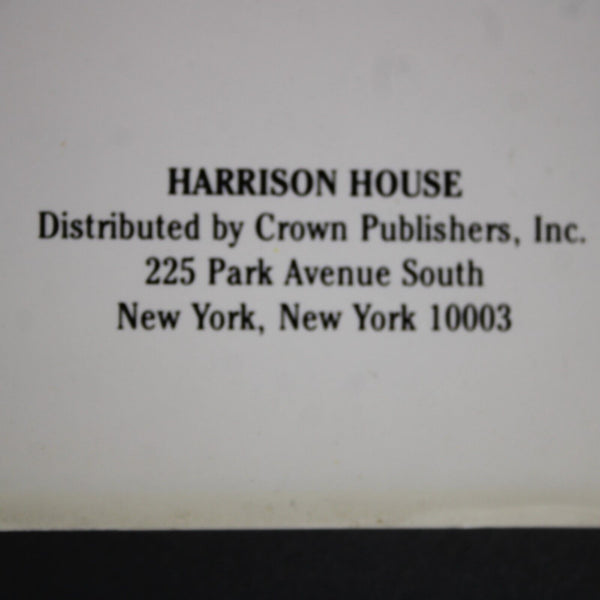 HARRISON HOUSE
Distributed by Crown Publishers, Inc.
225 Park Avenue South
New York, New York 10003